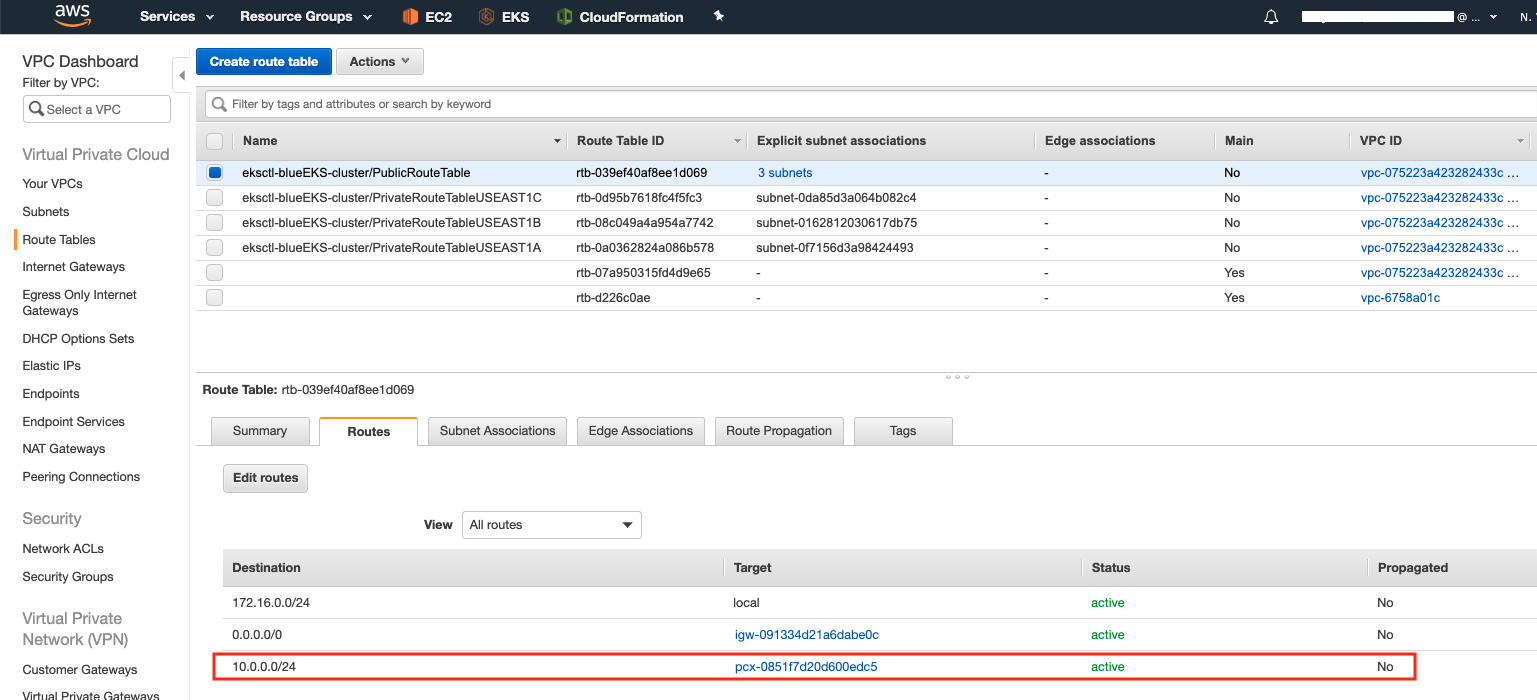 aws Services Resource Groups EC2 EKS CloudFormation @ ... N.
VPC Dashboard
Filter by VPC:
Select a VPC
Virtual Private Cloud
Your VPCs
Subnets
Route Tables
Internet Gateways
Egress Only Internet
Gateways
DHCP Options Sets
Elastic IPs
Endpoints
Endpoint Services
NAT Gateways
Peering Connections
Security
Network ACLs
Security Groups
Virtual Private
Network (VPN)
Customer Gateways
Virtual Private Gateways
Create route table Actions
Filter by tags and attributes or search by keyword
Name Route Table ID Explicit subnet associations Edge associations Main VPC ID
eksctl-blueEKS-cluster/PublicRouteTable rtb-039ef40af8ee1d069 3 subnets - No vpc-075223a423282433c ...
eksctl-blueEKS-cluster/PrivateRouteTableUSEAST1C rtb-0d95b7618fc4f5fc3 subnet-0da85d3a064b082c4 - No vpc-075223a423282433c ...
eksctl-blueEKS-cluster/PrivateRouteTableUSEAST1B rtb-08c049a4a954a7742 subnet-0162812030617db75 - No vpc-075223a423282433c ...
eksctl-blueEKS-cluster/PrivateRouteTableUSEAST1A rtb-0a0362824a086b578 subnet-0f7156d3a98424493 - No vpc-075223a423282433c ...
rtb-07a950315fd4d9e65 - - Yes vpc-075223a423282433c ...
rtb-d226c0ae - - Yes vpc-6758a01c
Route Table: rtb-039ef40af8ee1d069
Summary Routes Subnet Associations Edge Associations Route Propagation Tags
Edit routes
View All routes
Destination Target Status Propagated
172.16.0.0/24 local active No
0.0.0.0/0 igw-091334d21a6dabe0c active No
10.0.0.0/24 pcx-0851f7d20d600edc5 active No